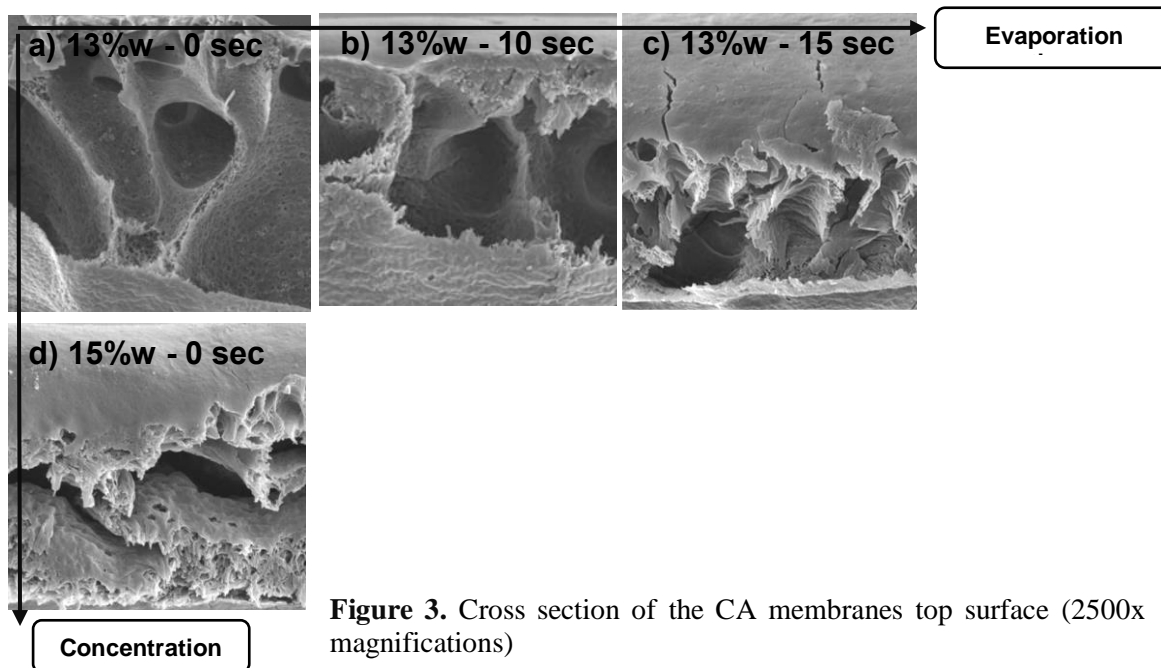 a) 13%w - 0 sec
b) 13%w - 10 sec
c) 13%w - 15 sec
Evaporation
d) 15%w - 0 sec
Concentration
Figure 3. Cross section of the CA membranes top surface (2500x
magnifications)